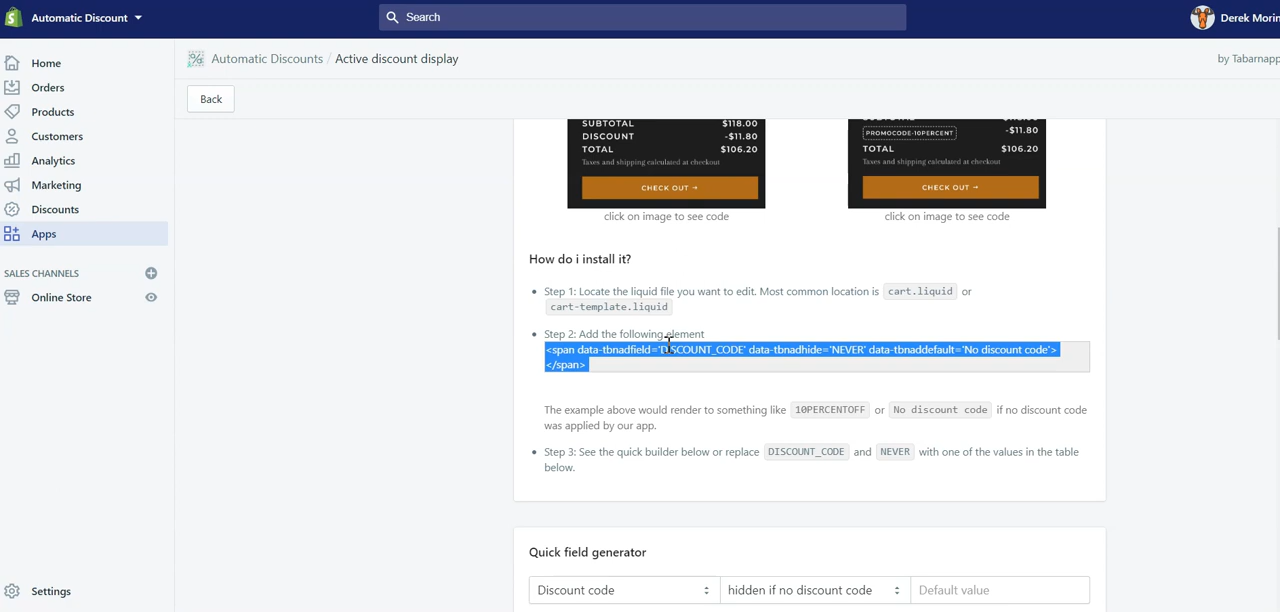 Automatic Discount
Search
Derek Morin
Home
Orders
Products
Customers
Analytics
Marketing
Discounts
Apps
SALES CHANNELS
Online Store
Settings
Automatic Discounts / Active discount display
by Tabarnapp
Back
SUBTOTAL $118.00
DISCOUNT -$11.80
TOTAL $106.20
Taxes and shipping calculated at checkout
CHECK OUT →
click on image to see code
PROMOCODE-10PERCENT -$11.80
TOTAL $106.20
Taxes and shipping calculated at checkout
CHECK OUT →
click on image to see code
How do i install it?
Step 1: Locate the liquid file you want to edit. Most common location is cart.liquid or
cart-template.liquid
Step 2: Add the following element
<span data-tbnadfield='DISCOUNT_CODE' data-tbnadhide='NEVER' data-tbnaddefault='No discount code'>
</span>
The example above would render to something like 10PERCENTOFF or No discount code if no discount code
was applied by our app.
Step 3: See the quick builder below or replace DISCOUNT_CODE and NEVER with one of the values in the table
below.
Quick field generator
Discount code
hidden if no discount code
Default value